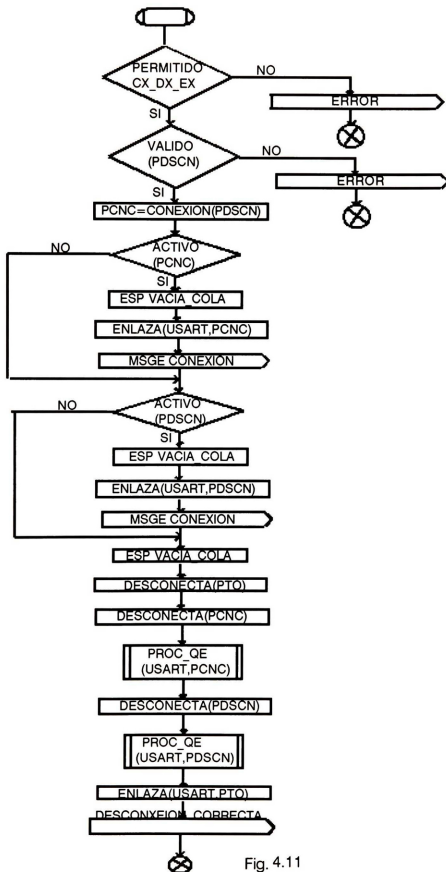 PERMITIDO
CX_DX_EX
NO
ERROR
SI
VALIDO
(PDSCN)
NO
ERROR
SI
PCNC=CONEXION(PDSCN)
NO
ACTIVO
(PCNC)
SI
ESP VACIA_COLA
ENLAZA(USART,PCNC)
MSGE CONEXION
NO
ACTIVO
(PDSCN)
SI
ESP VACIA_COLA
ENLAZA(USART,PDSCN)
MSGE CONEXION
ESP VACIA_COLA
DESCONECTA(PTO)
DESCONECTA(PCNC)
PROC_QE
(USART,PCNC)
DESCONECTA(PDSCN)
PROC_QE
(USART,PDSCN)
ENLAZA(USART.PTO)
DESCONXEION_CORRECTA
Fig. 4.11